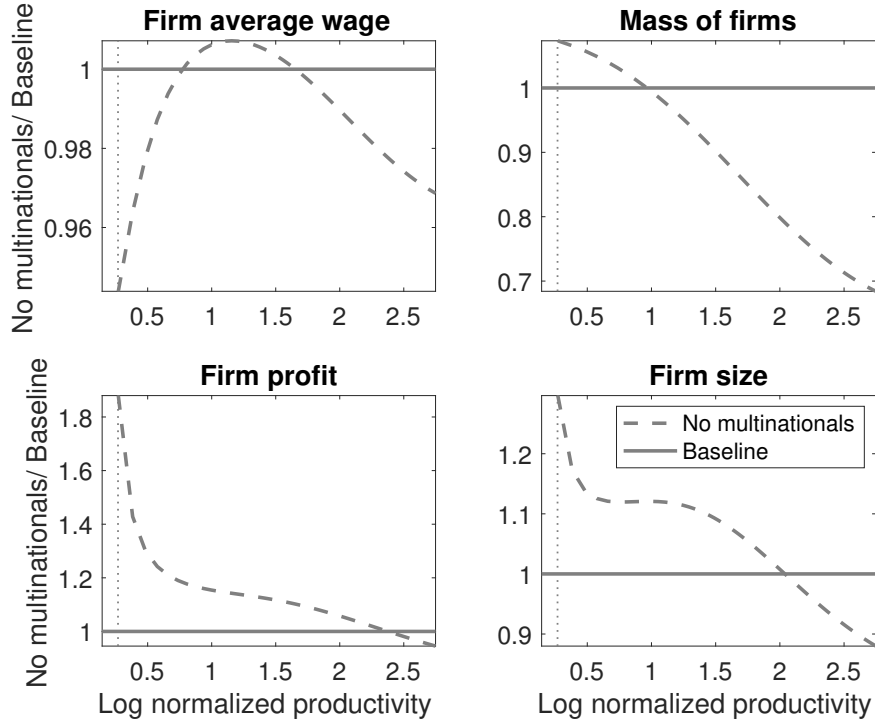 Firm average wage
No multinationals/ Baseline
1
0.98
0.96
0.5 1 1.5 2 2.5
Mass of firms
1
0.9
0.8
0.7
0.5 1 1.5 2 2.5
Firm profit
No multinationals/ Baseline
1.8
1.6
1.4
1.2
1
0.5 1 1.5 2 2.5
Log normalized productivity
Firm size
No multinationals
Baseline
1.2
1.1
1
0.9
0.5 1 1.5 2 2.5
Log normalized productivity